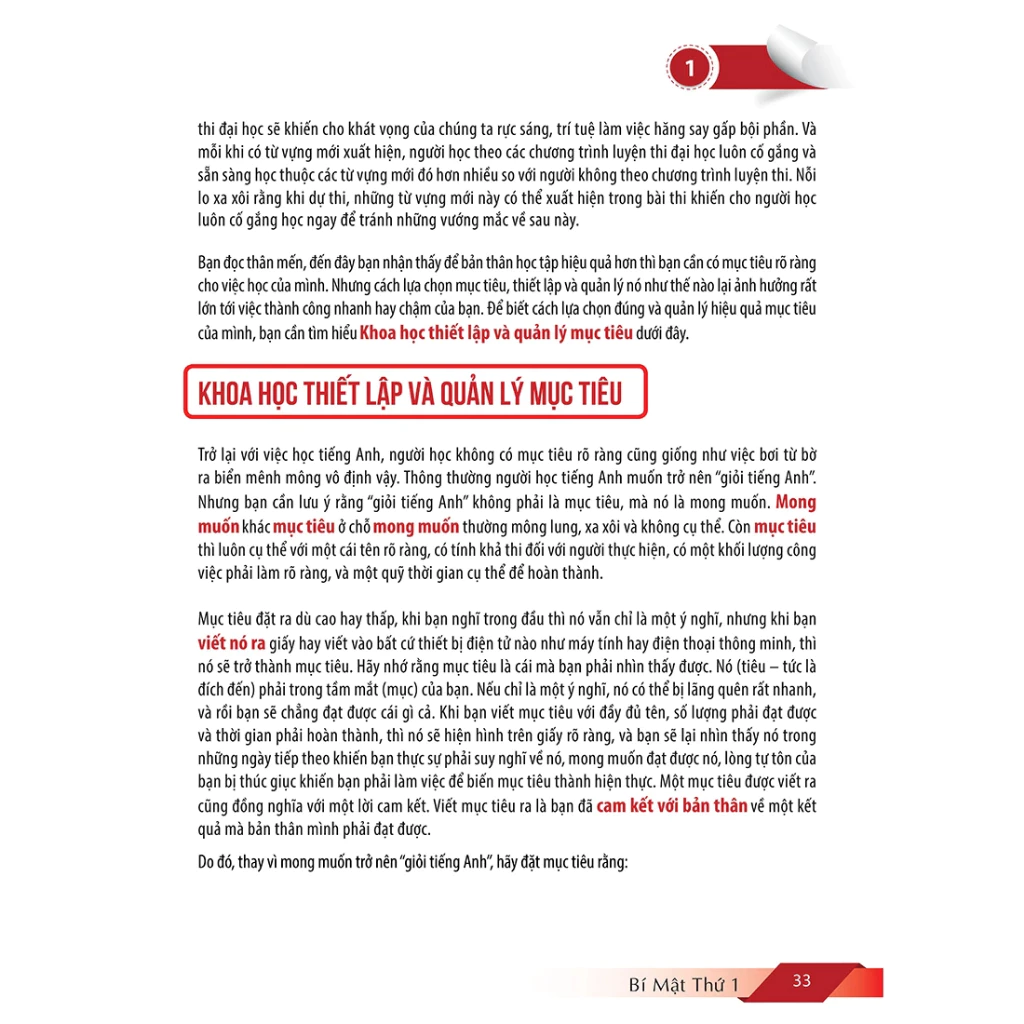 1
thi đại học sẽ khiến cho khát vọng của chúng ta rực sáng, trí tuệ làm việc hăng say gấp bội phần. Và
mỗi khi có từ vựng mới xuất hiện, người học theo các chương trình luyện thi đại học luôn cố gắng và
sẵn sàng học thuộc các từ vựng mới đó hơn nhiều so với người không theo chương trình luyện thi. Nỗi
lo xa xôi rằng khi dự thi, những từ vựng mới này có thể xuất hiện trong bài thi khiến cho người học
luôn cố gắng học ngay để tránh những vướng mắc về sau này.
Bạn đọc thân mến, đến đây bạn nhận thấy để bản thân học tập hiệu quả hơn thì bạn cần có mục tiêu rõ ràng
cho việc học của mình. Nhưng cách lựa chọn mục tiêu, thiết lập và quản lý nó như thế nào lại ảnh hưởng rất
lớn tới việc thành công nhanh hay chậm của bạn. Để biết cách lựa chọn đúng và quản lý hiệu quả mục tiêu
của mình, bạn cần tìm hiểu Khoa học thiết lập và quản lý mục tiêu dưới đây.
KHOA HỌC THIẾT LẬP VÀ QUẢN LÝ MỤC TIÊU
Trở lại với việc học tiếng Anh, người học không có mục tiêu rõ ràng cũng giống như việc bơi từ bờ
ra biển mênh mông vô định vậy. Thông thường người học tiếng Anh muốn trở nên “giỏi tiếng Anh”.
Nhưng bạn cần lưu ý rằng “giỏi tiếng Anh” không phải là mục tiêu, mà nó là mong muốn. Mong
muốn khác mục tiêu ở chỗ mong muốn thường mông lung, xa xôi và không cụ thể. Còn mục tiêu
thì luôn cụ thể với một cái tên rõ ràng, có tính khả thi đối với người thực hiện, có một khối lượng công
việc phải làm rõ ràng, và một quỹ thời gian cụ thể để hoàn thành.
Mục tiêu đặt ra dù cao hay thấp, khi bạn nghĩ trong đầu thì nó vẫn chỉ là một ý nghĩ, nhưng khi bạn
viết nó ra giấy hay viết vào bất cứ thiết bị điện tử nào như máy tính hay điện thoại thông minh, thì
nó sẽ trở thành mục tiêu. Hãy nhớ rằng mục tiêu là cái mà bạn phải nhìn thấy được. Nó (tiêu – tức là
đích đến) phải trong tầm mắt (mục) của bạn. Nếu chỉ là một ý nghĩ, nó có thể bị lãng quên rất nhanh,
và rồi bạn sẽ chẳng đạt được cái gì cả. Khi bạn viết mục tiêu với đầy đủ tên, số lượng phải đạt được
và thời gian phải hoàn thành, thì nó sẽ hiện hình trên giấy rõ ràng, và bạn sẽ lại nhìn thấy nó trong
những ngày tiếp theo khiến bạn thực sự phải suy nghĩ về nó, mong muốn đạt được nó, lòng tự tôn của
bạn bị thúc giục khiến bạn phải làm việc để biến mục tiêu thành hiện thực. Một mục tiêu được viết ra
cũng đồng nghĩa với một lời cam kết. Viết mục tiêu ra là bạn đã cam kết với bản thân về một kết
quả mà bản thân mình phải đạt được.
Do đó, thay vì mong muốn trở nên “giỏi tiếng Anh”, hãy đặt mục tiêu rằng:
Bí Mật Thứ 1 33